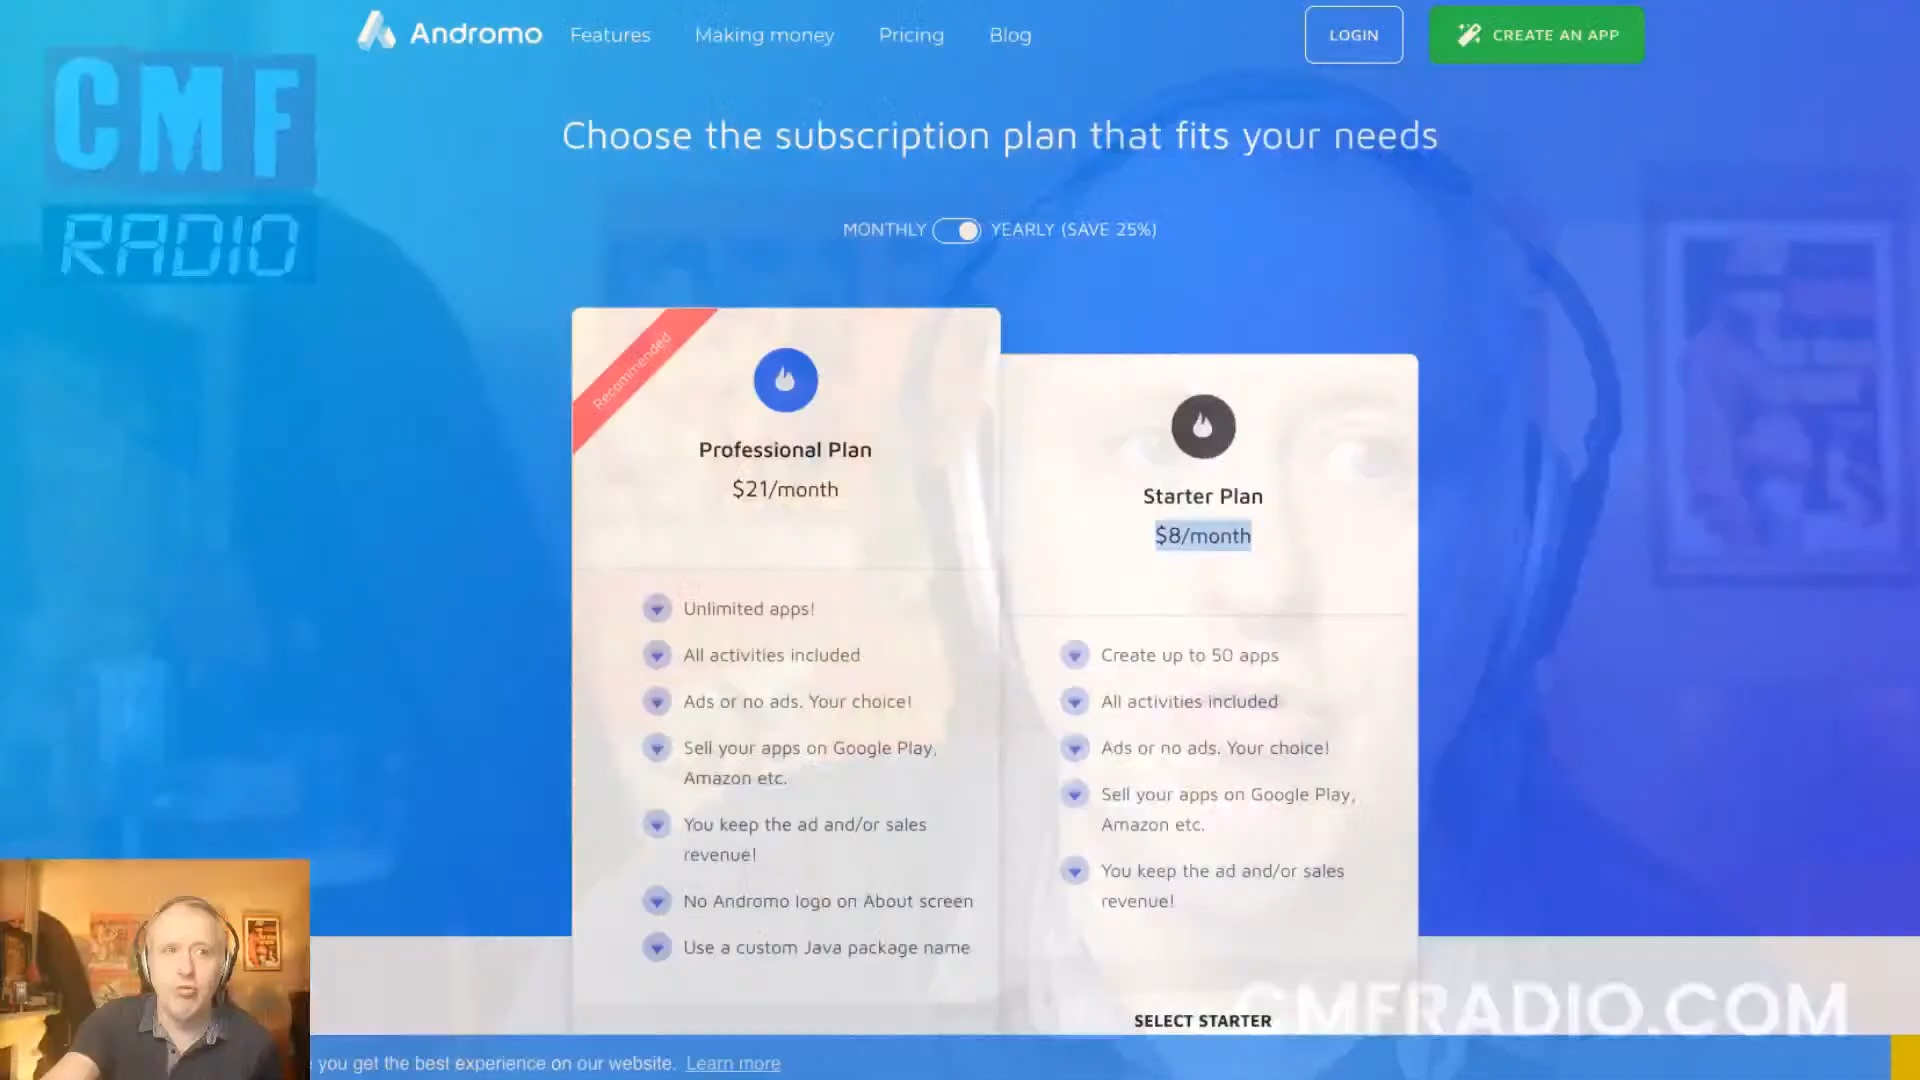 Andromo
Features
Making money
Pricing
Blog
LOGIN
CREATE AN APP
CMF
RADIO
Choose the subscription plan that fits your needs
MONTHLY
YEARLY (SAVE 25%)
Recommended
Professional Plan
$21/month
Unlimited apps!
All activities included
Ads or no ads. Your choice!
Sell your apps on Google Play,
Amazon etc.
You keep the ad and/or sales
revenue!
No Andromo logo on About screen
Use a custom Java package name
Starter Plan
$8/month
Create up to 50 apps
All activities included
Ads or no ads. Your choice!
Sell your apps on Google Play,
Amazon etc.
You keep the ad and/or sales
revenue!
SELECT STARTER
CMFRADIO.COM
you get the best experience on our website. Learn more